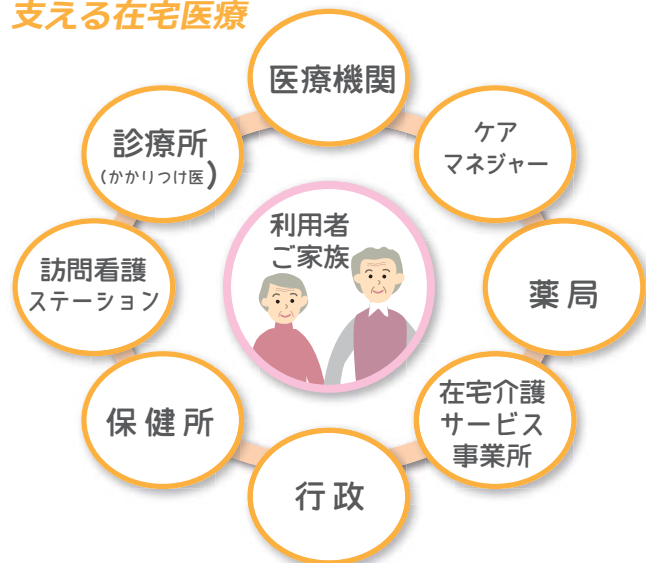 支える在宅医療
医療機関
ケア
マネジャー
薬局
在宅介護
サービス
事業所
行政
保健所
訪問看護
ステーション
診療所
(かかりつけ医)
利用者
ご家族